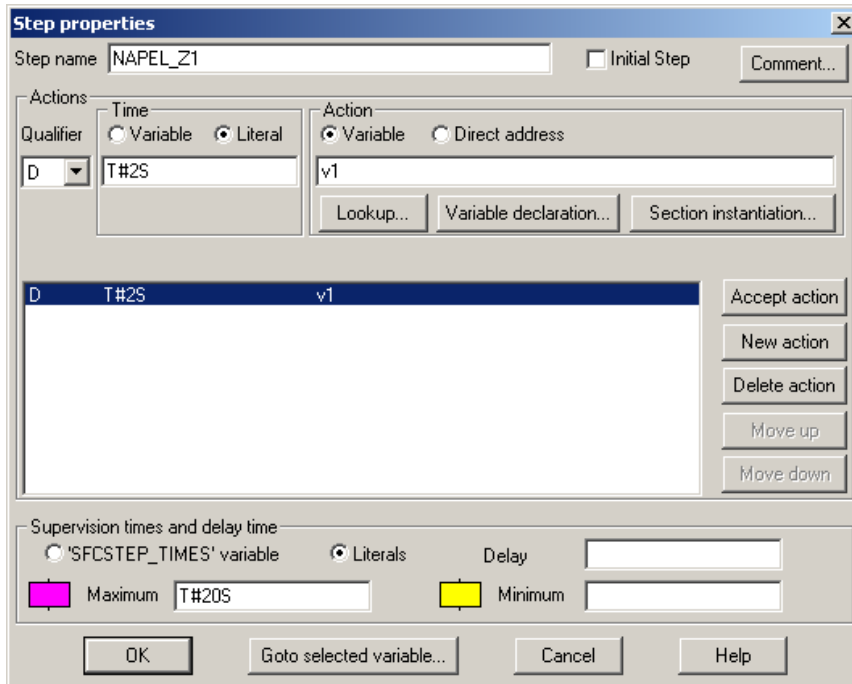 Step properties
Step name NAPEL_Z1 Initial Step Comment...
Actions
Time Action
Qualifier Variable Literal Variable Direct address
D T#2S v1
Lookup... Variable declaration... Section instantiation...
D T#2S v1
Accept action
New action
Delete action
Move up
Move down
Supervision times and delay time
'SFCSTEP_TIMES' variable Literals Delay
Maximum T#20S Minimum
OK Goto selected variable... Cancel Help